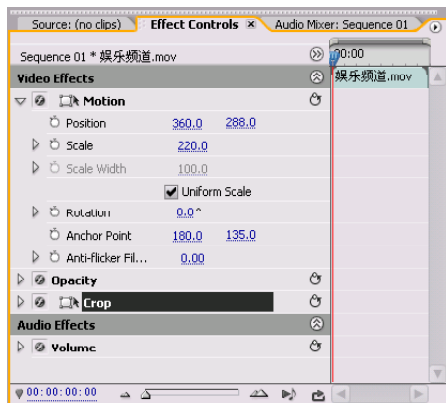 Source: (no clips) Effect Controls × Audio Mixer: Sequence 01
Sequence 01 * 娱乐频道.mov 00:00
Video Effects 娱乐频道.mov
Motion
Position 360.0 288.0
Scale 220.0
Scale Width 100.0
Uniform Scale
Rotation 0.0°
Anchor Point 180.0 135.0
Anti-flicker Fil... 0.00
Opacity
Crop
Audio Effects
Volume
00:00:00:00